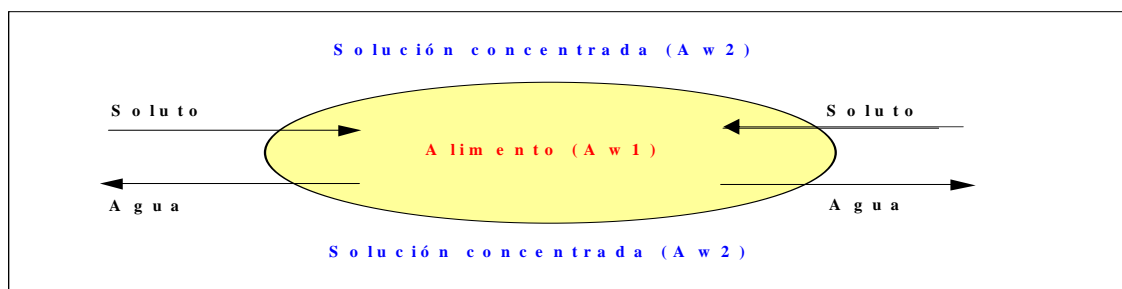 Solución concentrada (Aw2)
Soluto
Soluto
Alimento (Aw1)
Agua
Agua
Solución concentrada (Aw2)